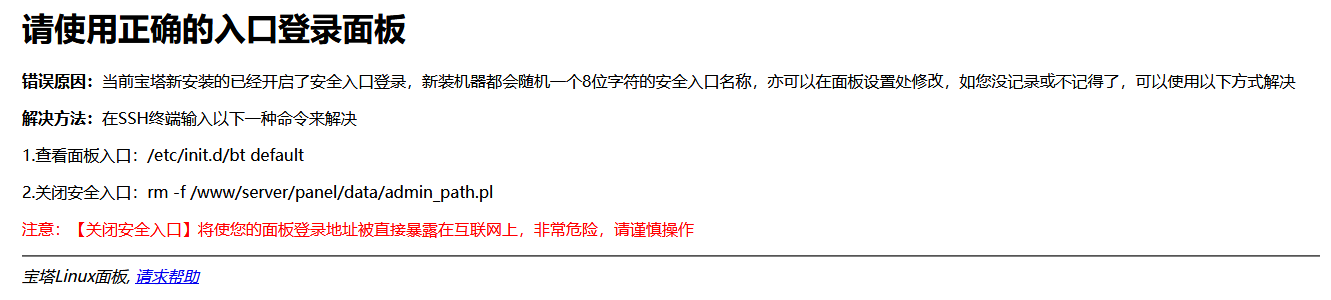 请使用正确的入口登录面板
错误原因：当前宝塔新安装的已经开启了安全入口登录，新装机器都会随机一个8位字符的安全入口名称，亦可以在面板设置处修改，如您没记录或不记得了，可以使用以下方式解决
解决方法：在SSH终端输入以下一种命令来解决
1.查看面板入口：/etc/init.d/bt default
2.关闭安全入口：rm -f /www/server/panel/data/admin_path.pl
注意：【关闭安全入口】将使您的面板登录地址被直接暴露在互联网上，非常危险，请谨慎操作
宝塔Linux面板, 请求帮助